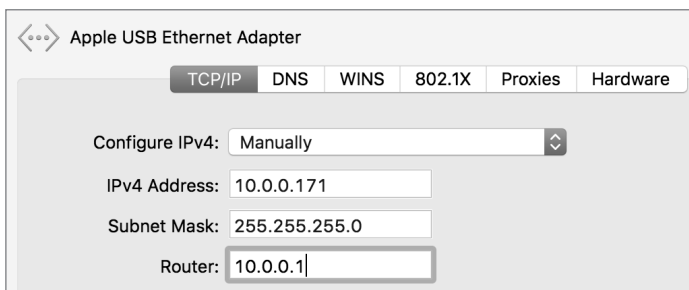 Apple USB Ethernet Adapter
TCP/IP DNS WINS 802.1X Proxies Hardware
Configure IPv4: Manually
IPv4 Address: 10.0.0.171
Subnet Mask: 255.255.255.0
Router: 10.0.0.1